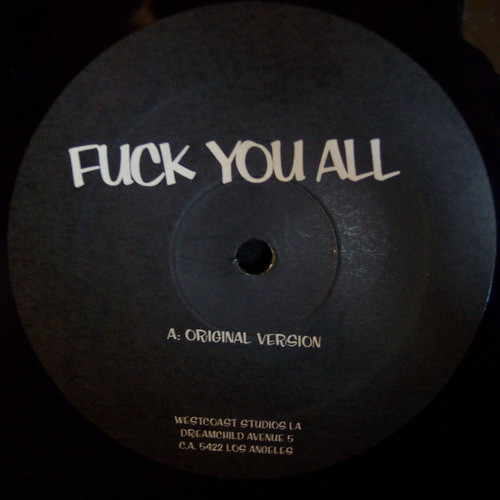 FUCK YOU ALL
A: ORIGINAL VERSION
WESTCOAST STUDIOS LA
DREAMCHILD AVENUE 5
C.A. 5422 LOS ANGELES